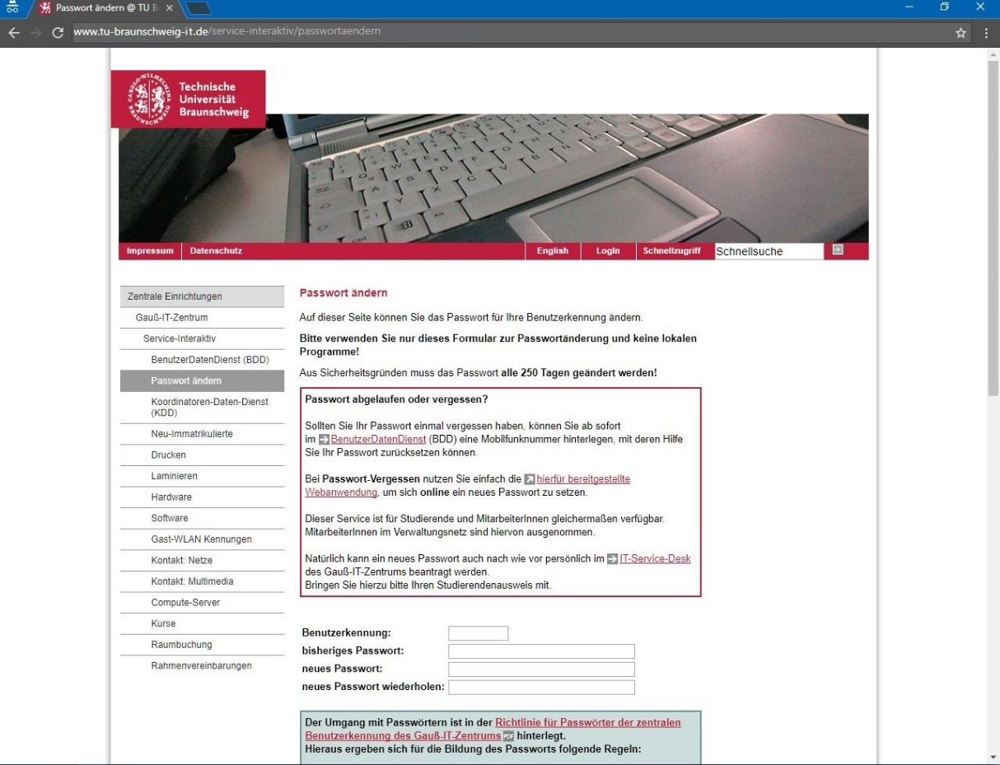 Passwort ändern @ TU B
www.tu-braunschweig-it.de/service-interaktiv/passwortaendern
CAROLO-WILHELMINA
BRAUNSCHWEIG
Technische
Universität
Braunschweig
Impressum
Datenschutz
English
LogIn
Schnellzugriff
Schnellsuche
Zentrale Einrichtungen
Gauß-IT-Zentrum
Service-Interaktiv
BenutzerDatenDienst (BDD)
Passwort ändern
Koordinatoren-Daten-Dienst
(KDD)
Neu-Immatrikulierte
Drucken
Laminieren
Hardware
Software
Gast-WLAN Kennungen
Kontakt: Netze
Kontakt: Multimedia
Compute-Server
Kurse
Raumbuchung
Rahmenvereinbarungen
Passwort ändern
Auf dieser Seite können Sie das Passwort für Ihre Benutzerkennung ändern.
Bitte verwenden Sie nur dieses Formular zur Passwortänderung und keine lokalen
Programme!
Aus Sicherheitsgründen muss das Passwort alle 250 Tagen geändert werden!
Passwort abgelaufen oder vergessen?
Sollten Sie Ihr Passwort einmal vergessen haben, können Sie ab sofort
im BenutzerDatenDienst (BDD) eine Mobilfunknummer hinterlegen, mit deren Hilfe
Sie Ihr Passwort zurücksetzen können.
Bei Passwort-Vergessen nutzen Sie einfach die hierfür bereitgestellte
Webanwendung, um sich online ein neues Passwort zu setzen.
Dieser Service ist für Studierende und MitarbeiterInnen gleichermaßen verfügbar.
MitarbeiterInnen im Verwaltungsnetz sind hiervon ausgenommen.
Natürlich kann ein neues Passwort auch nach wie vor persönlich im IT-Service-Desk
des Gauß-IT-Zentrums beantragt werden.
Bringen Sie hierzu bitte Ihren Studierendenausweis mit.
Benutzerkennung:
bisheriges Passwort:
neues Passwort:
neues Passwort wiederholen:
Der Umgang mit Passwörtern ist in der Richtlinie für Passwörter der zentralen
Benutzerkennung des Gauß-IT-Zentrums PDF hinterlegt.
Hieraus ergeben sich für die Bildung des Passworts folgende Regeln: